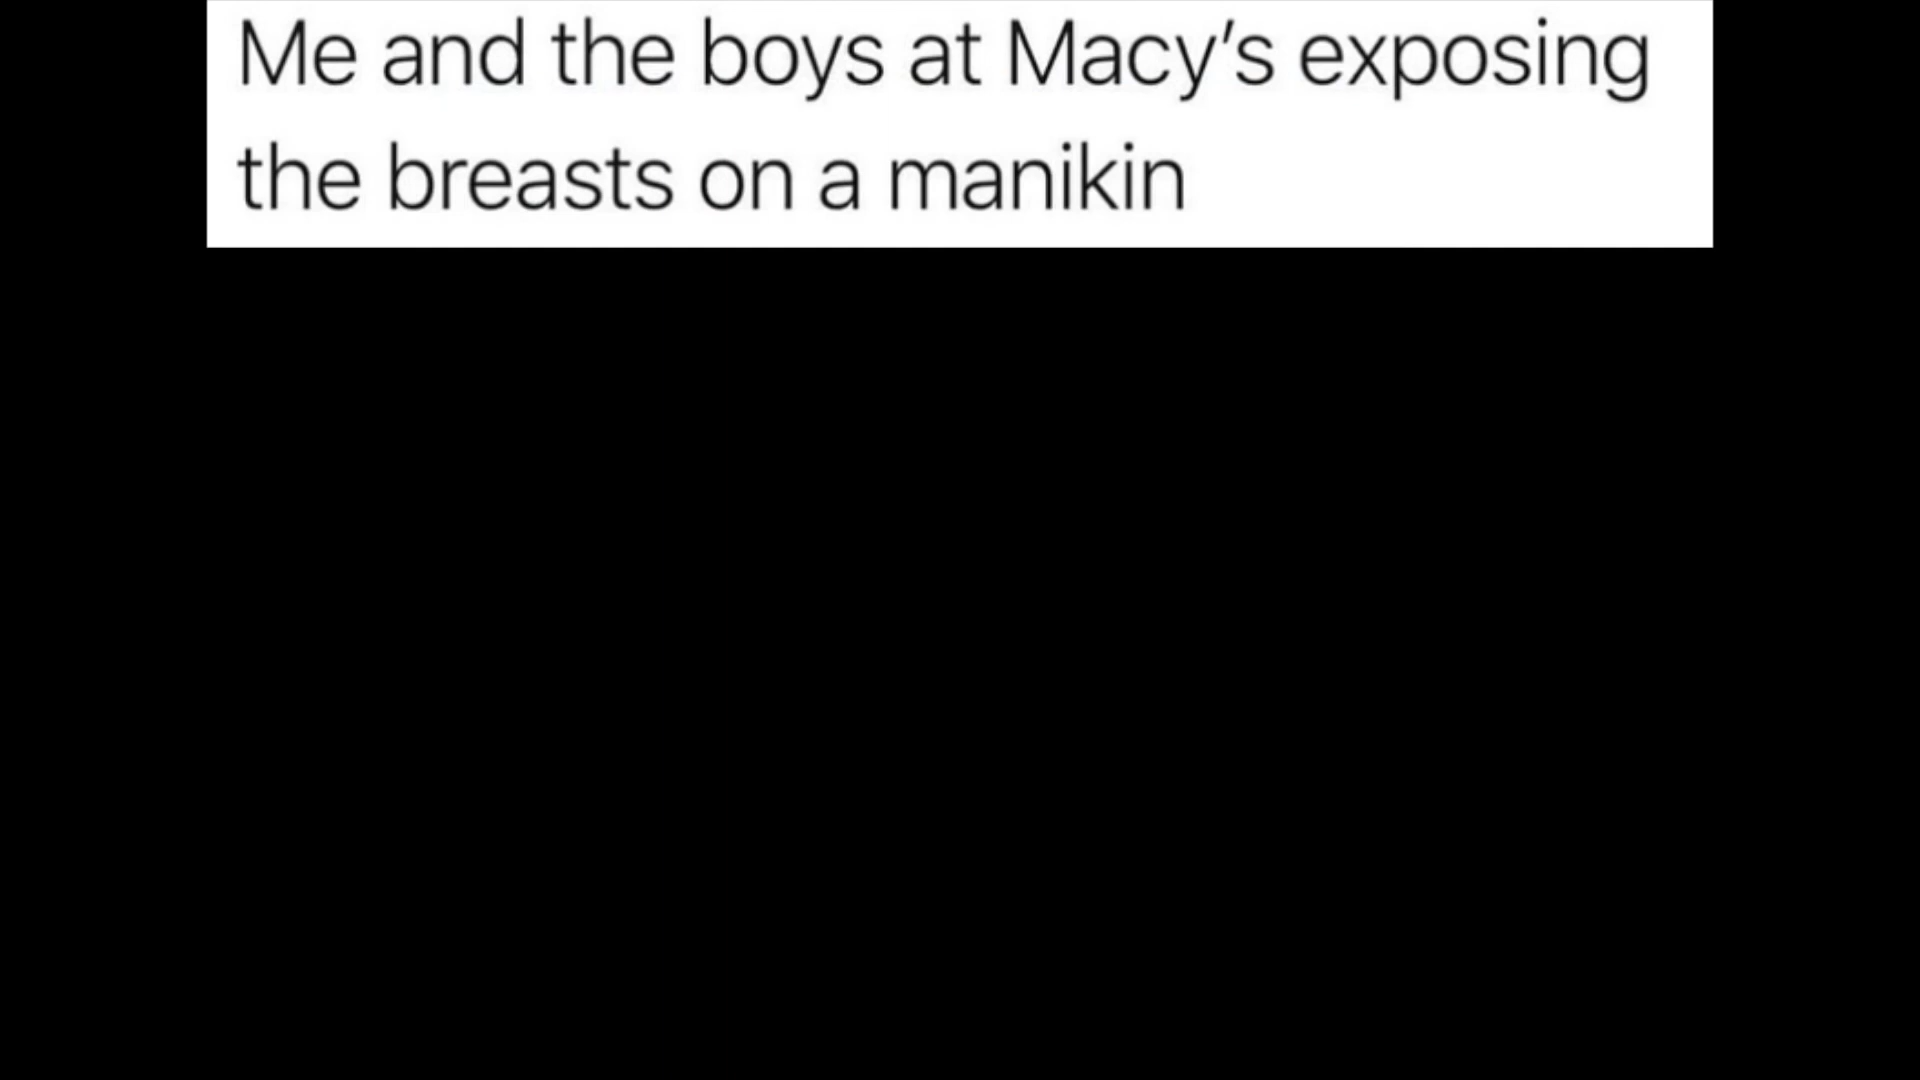 Me and the boys at Macy’s exposing
the breasts on a manikin